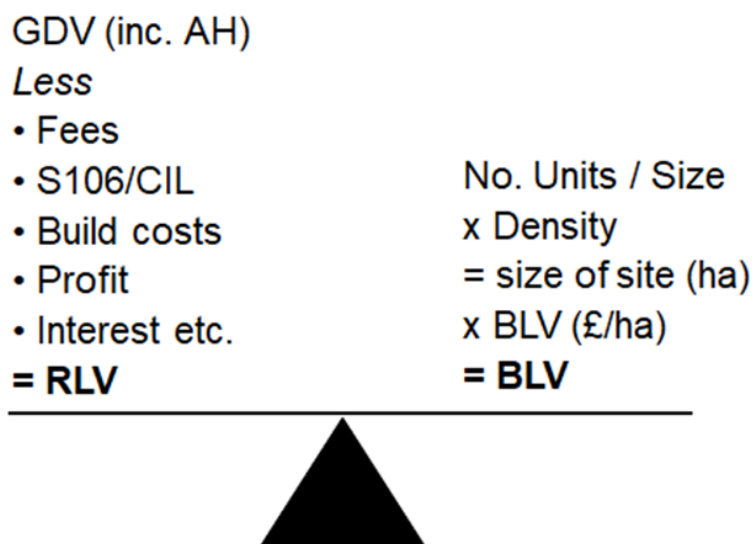 GDV (inc. AH)
Less
• Fees
• S106/CIL
• Build costs
• Profit
• Interest etc.
= RLV
No. Units / Size
x Density
= size of site (ha)
x BLV (£/ha)
= BLV